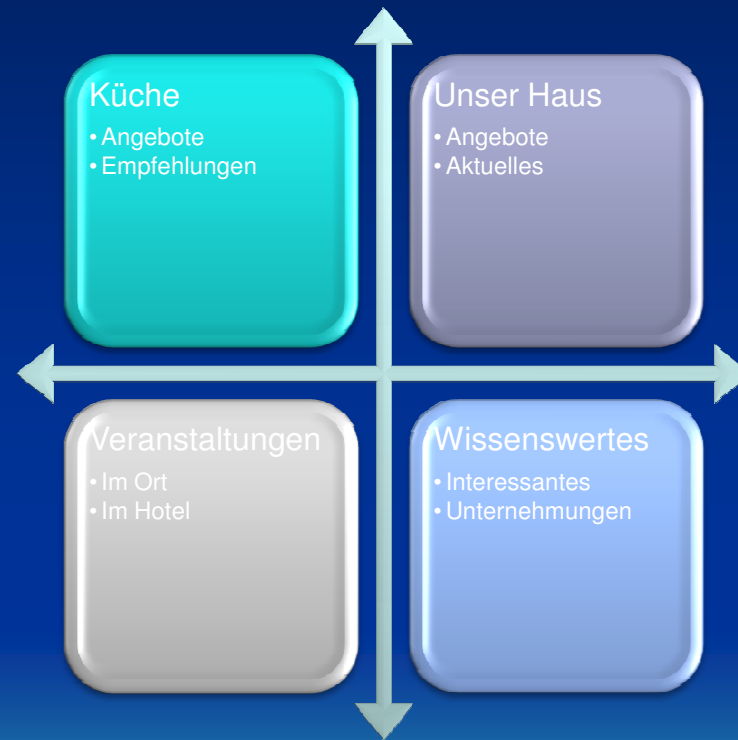 Küche
• Angebote
• Empfehlungen
Unser Haus
• Angebote
• Aktuelles
Veranstaltungen
• Im Ort
• Im Hotel
Wissenswertes
• Interessantes
• Unternehmungen